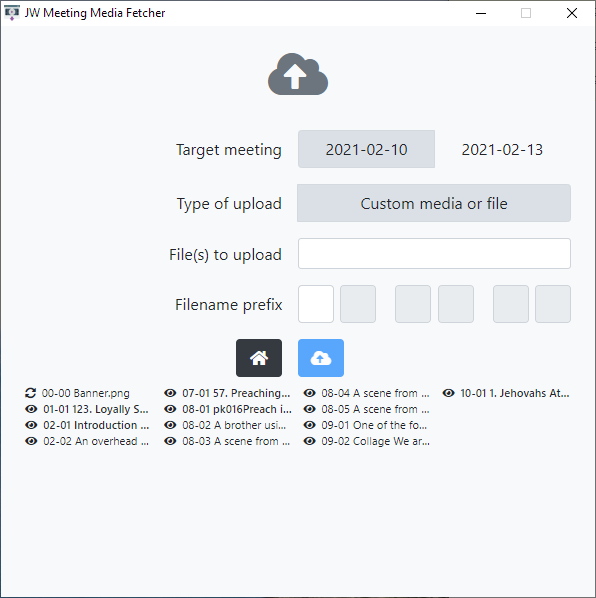 JW Meeting Media Fetcher
Target meeting 2021-02-10 2021-02-13
Type of upload Custom media or file
File(s) to upload
Filename prefix
00-00 Banner.png
01-01 123. Loyally S...
02-01 Introduction ...
02-02 An overhead ...
07-01 57. Preaching...
08-01 pk016Preach i...
08-02 A brother usi...
08-03 A scene from ...
08-04 A scene from ...
08-05 A scene from ...
09-01 One of the fo...
09-02 Collage We ar...
10-01 1. Jehovahs At...